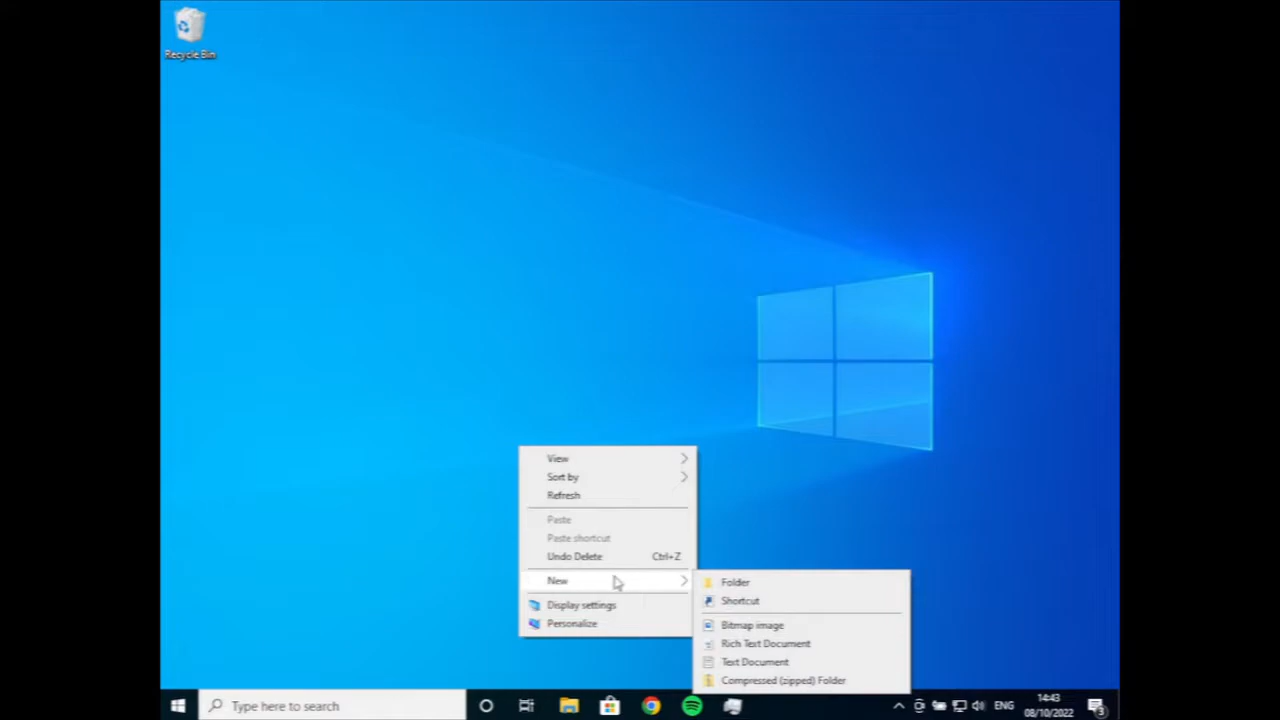 Recycle Bin
View
Sort by
Refresh
Paste
Paste shortcut
Undo Delete Ctrl+Z
New
Display settings
Personalize
Folder
Shortcut
Bitmap image
Rich Text Document
Text Document
Compressed (zipped) Folder
Type here to search
ENG
14:43
08/10/2022
3